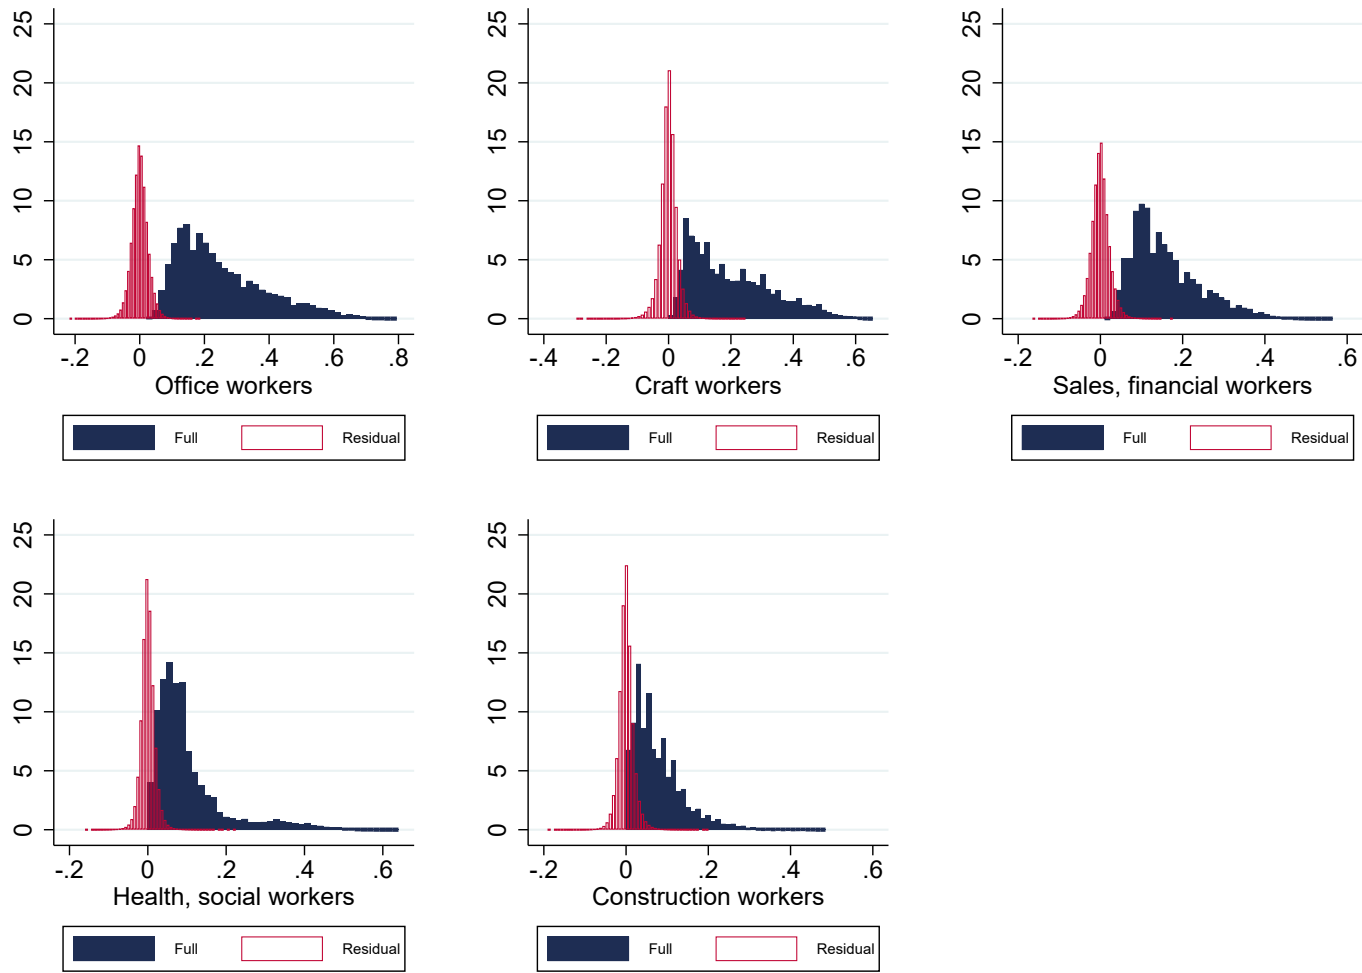 25
20
15
10
5
0
-.2 0 .2 .4 .6 .8
Office workers
Full Residual
25
20
15
10
5
0
-.4 -.2 0 .2 .4 .6
Craft workers
Full Residual
25
20
15
10
5
0
-.2 0 .2 .4 .6
Sales, financial workers
Full Residual
25
20
15
10
5
0
-.2 0 .2 .4 .6
Health, social workers
Full Residual
25
20
15
10
5
0
-.2 0 .2 .4 .6
Construction workers
Full Residual